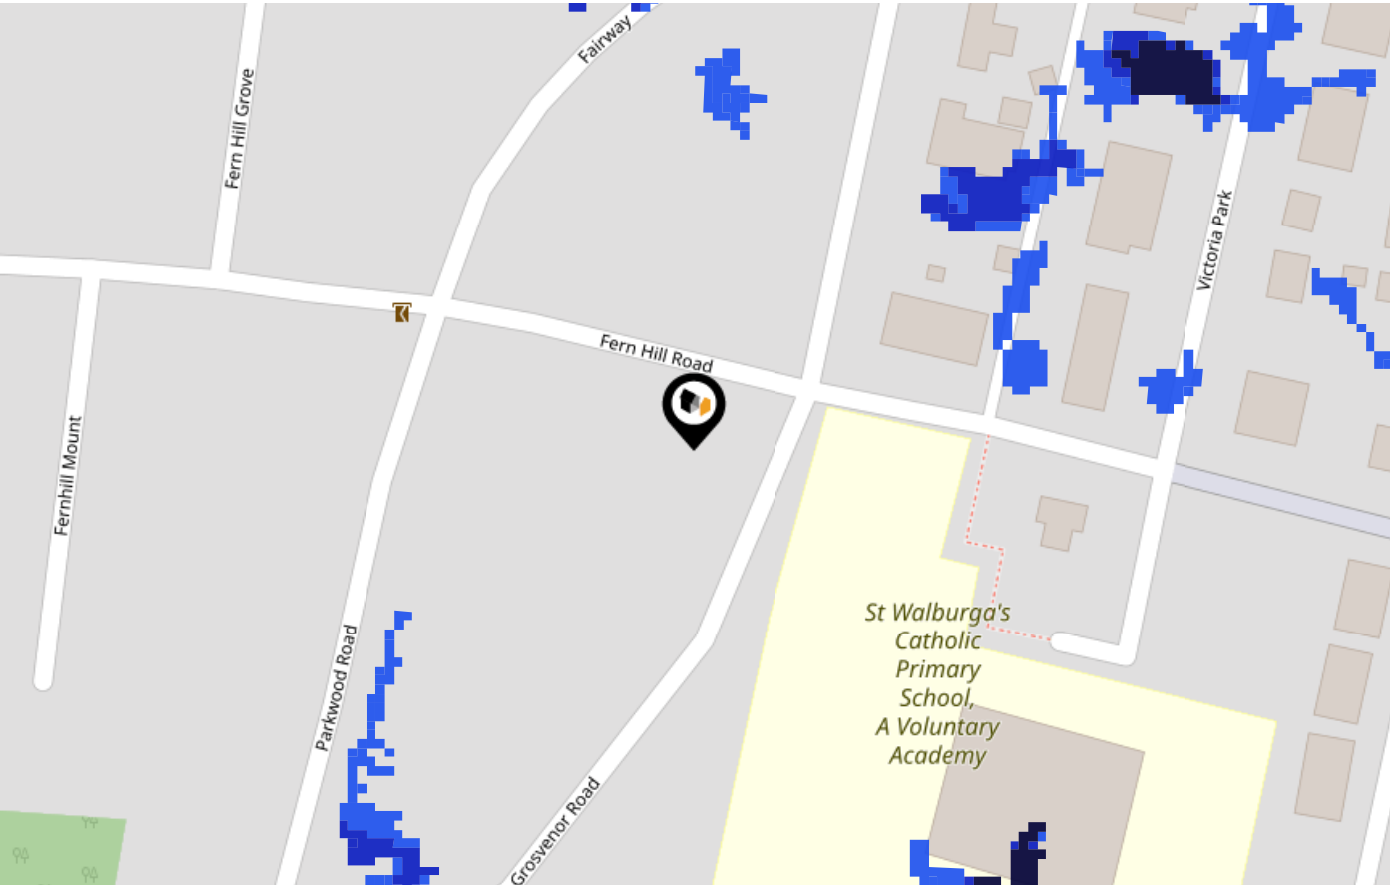 Fairway
Fern Hill Grove
Victoria Park
Fern Hill Road
Fernhill Mount
St Walburga's
Catholic
Primary
School,
A Voluntary
Academy
Parkwood Road
Grosvenor Road